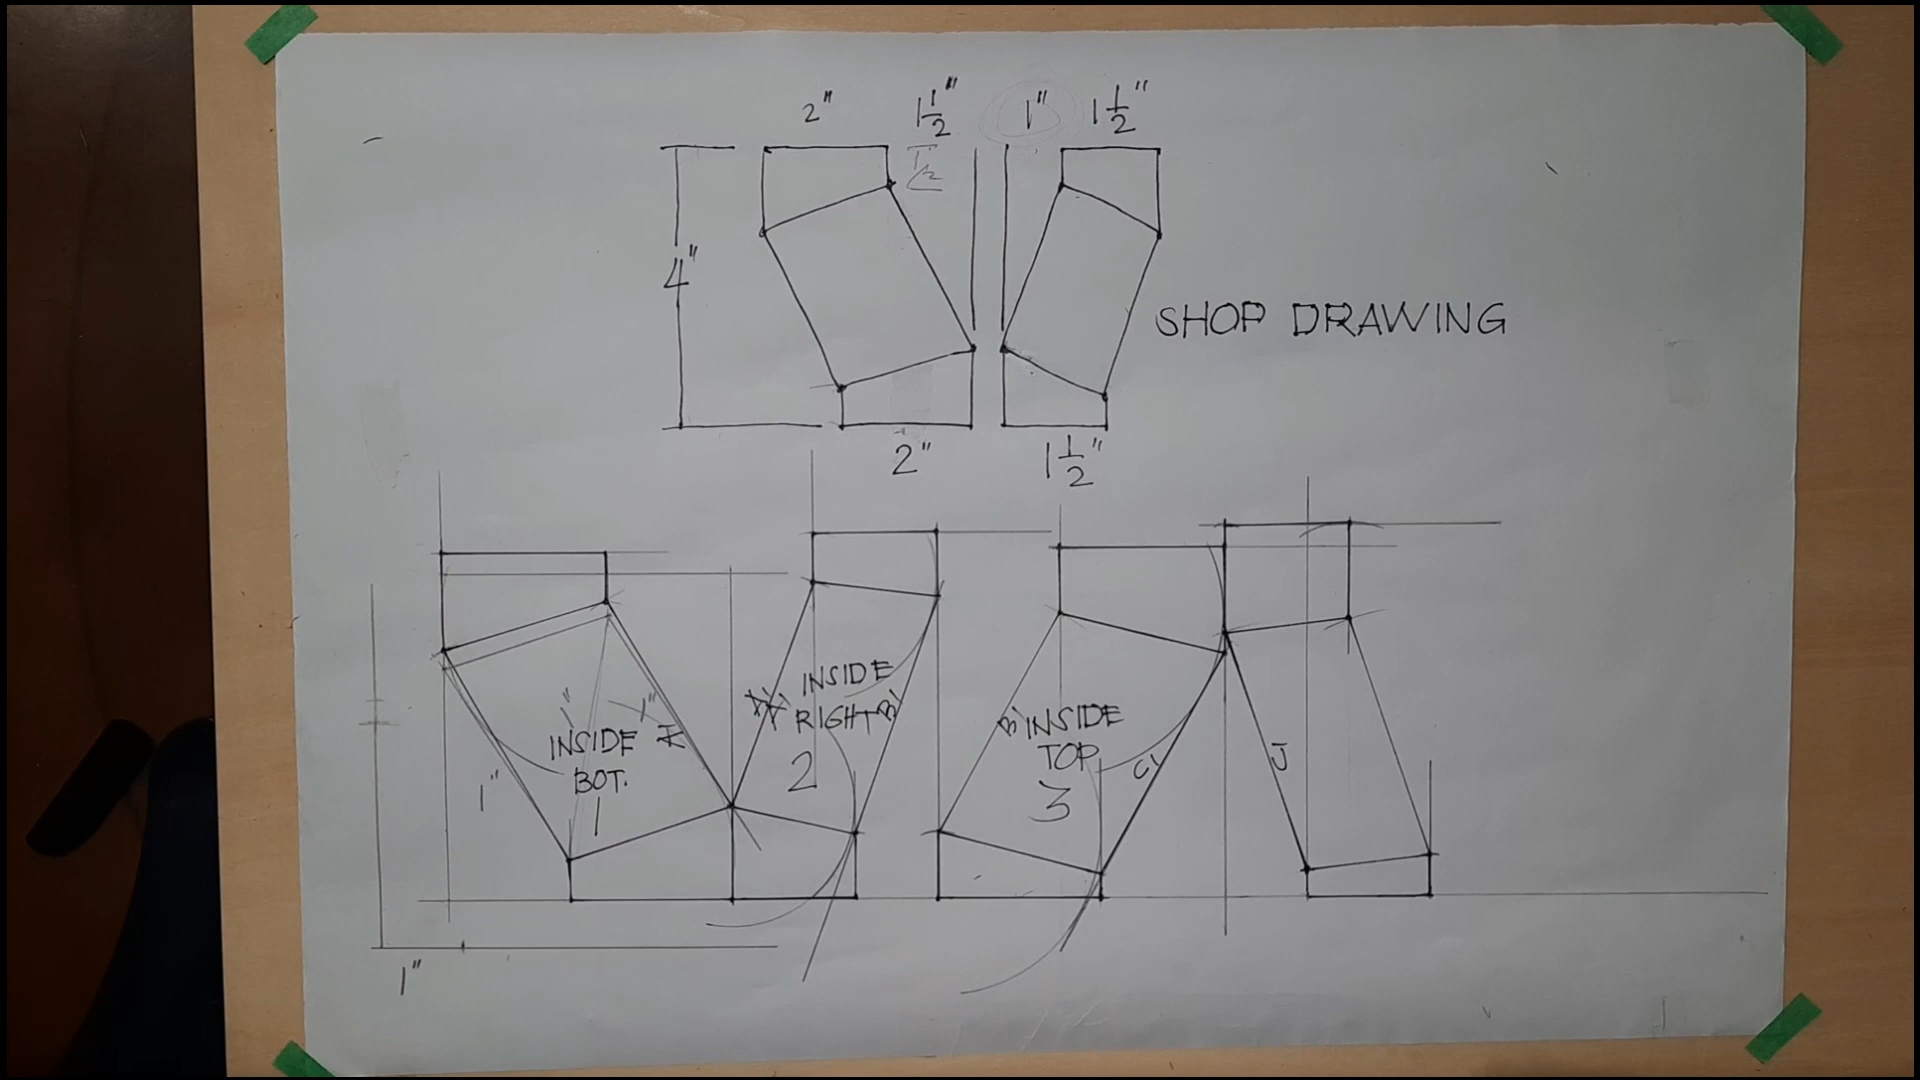 2" 1 1/2" 1" 1 1/2"
4"
SHOP DRAWING
2" 1 1/2"
INSIDE
RIGHT B
2
INSIDE
BOT.
1
1"
1"
B INSIDE
TOP
3
C
J
1"